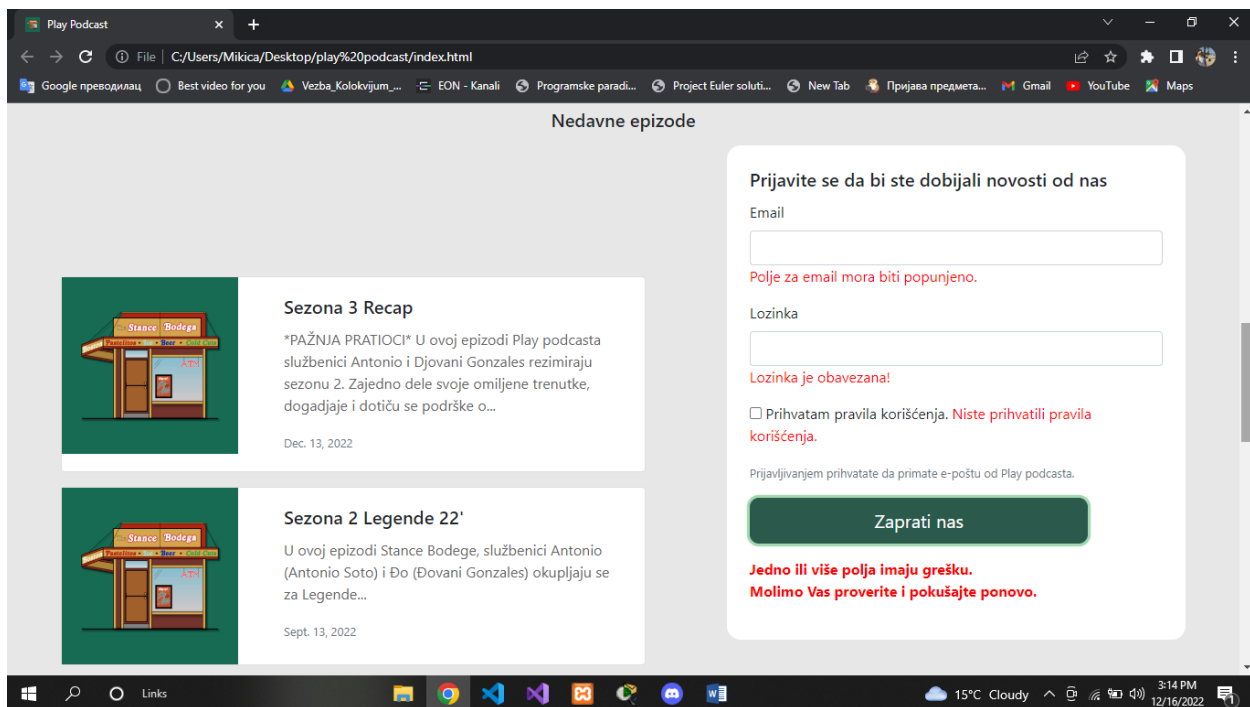 Play Podcast
File | C:/Users/Mikica/Desktop/play%20podcast/index.html
Google преводилац Best video for you Vezba_Kolokvijum_... EON - Kanali Programske paradi... Project Euler soluti... New Tab Пријава предмета... Gmail YouTube Maps
Nedavne epizode
Stance Bodega
Sezona 3 Recap
*PAŽNJA PRATIOCI* U ovoj epizodi Play podcasta
službenici Antonio i Djovani Gonzales rezimiraju
sezonu 2. Zajedno dele svoje omiljene trenutke,
dogadjaje i dotiču se podrške o...
Dec. 13, 2022
Stance Bodega
Sezona 2 Legende 22'
U ovoj epizodi Stance Bodege, službenici Antonio
(Antonio Soto) i Đo (Đovani Gonzales) okupljaju se
za Legende...
Sept. 13, 2022
Prijavite se da bi ste dobijali novosti od nas
Email
Polje za email mora biti popunjeno.
Lozinka
Lozinka je obavezana!
Prihvatam pravila korišćenja. Niste prihvatili pravila
korišćenja.
Prijavljivanjem prihvatate da primate e-poštu od Play podcasta.
Zaprati nas
Jedno ili više polja imaju grešku.
Molimo Vas proverite i pokušajte ponovo.
Links
15°C Cloudy
3:14 PM
12/16/2022